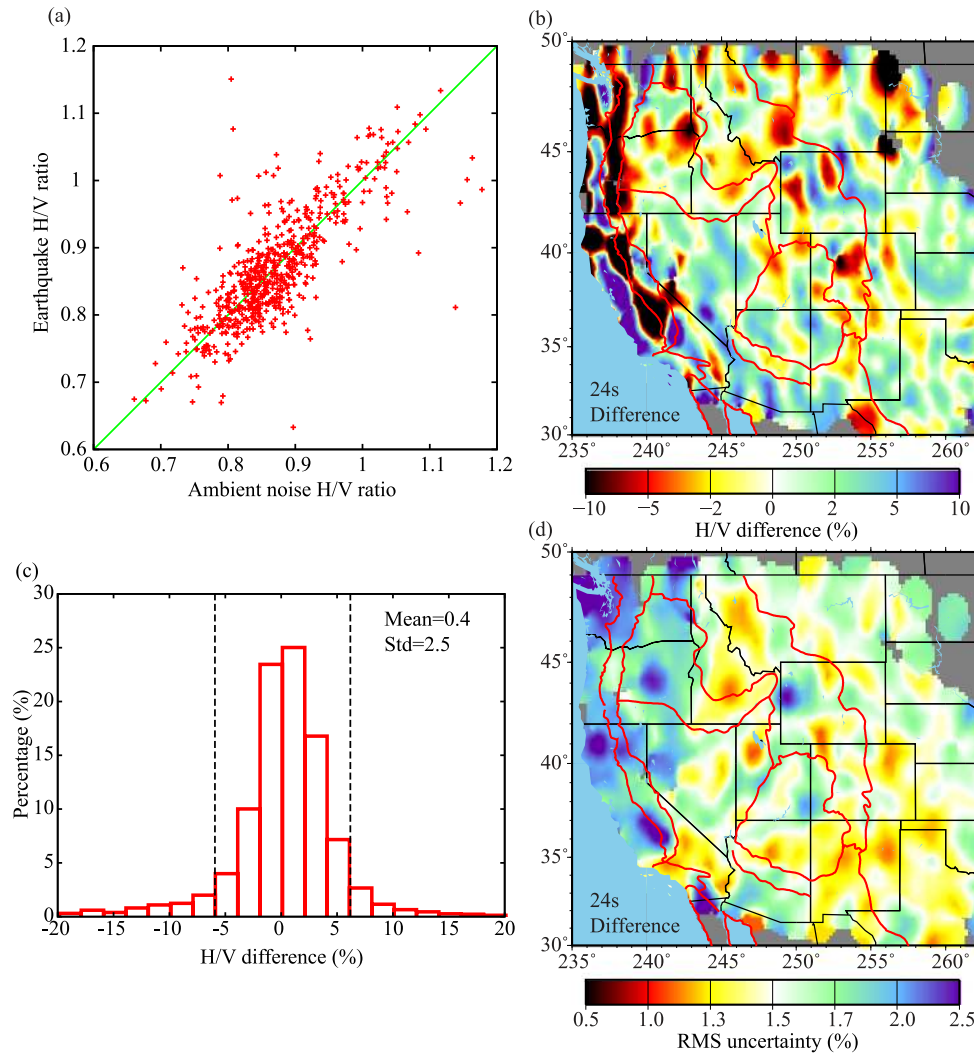 (a)
1.2
1.1
1
0.9
0.8
0.7
0.6
0.6 0.7 0.8 0.9 1 1.1 1.2
Earthquake H/V ratio
Ambient noise H/V ratio
(b)
50°
45°
40°
35°
30°
235° 240° 245° 250° 255° 260°
24s
Difference
−10 −5 −2 0 2 5 10
H/V difference (%)
(c)
30
25
20
15
10
5
0
-20 -15 -10 -5 0 5 10 15 20
Percentage (%)
H/V difference (%)
Mean=0.4
Std=2.5
(d)
50°
45°
40°
35°
30°
235° 240° 245° 250° 255° 260°
24s
Difference
0.5 1.0 1.3 1.5 1.7 2.0 2.5
RMS uncertainty (%)